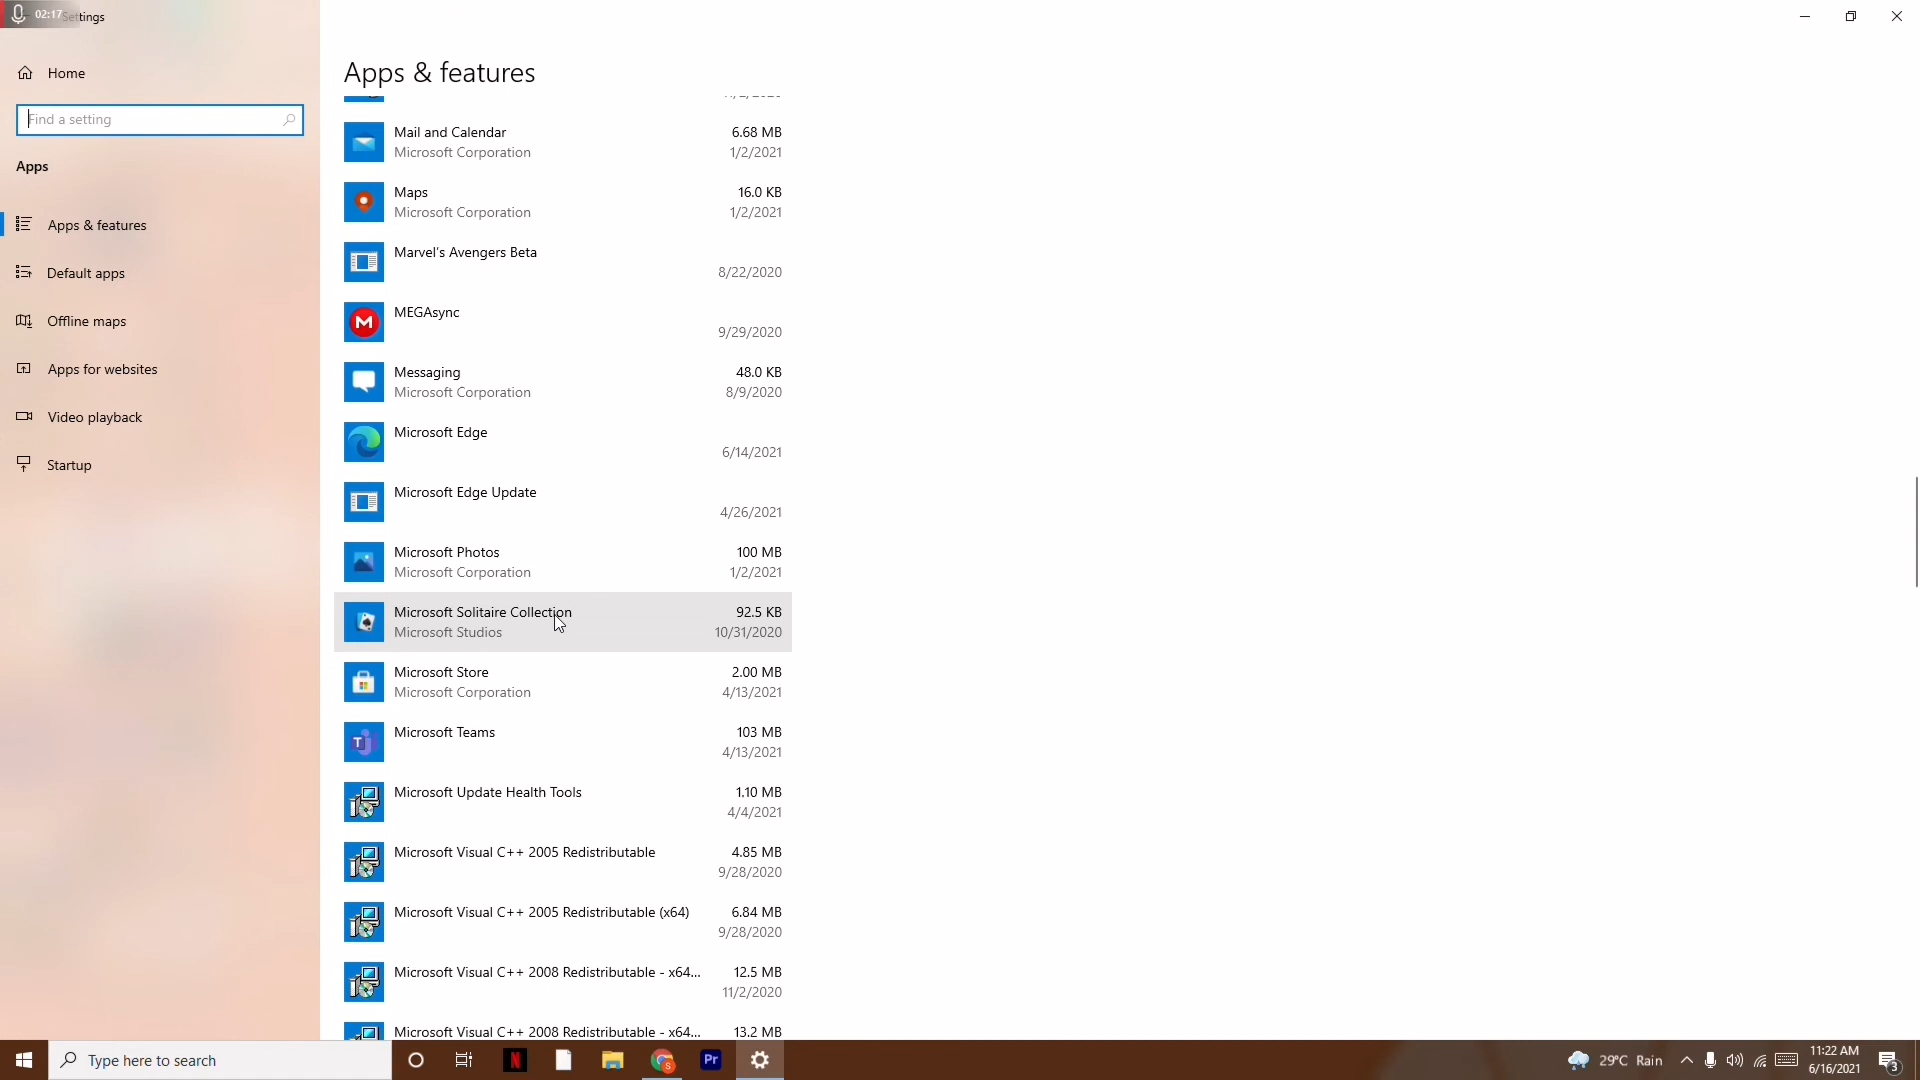 02:17
ttings
Home
Find a setting
Apps
Apps & features
Default apps
Offline maps
Apps for websites
Video playback
Startup
Apps & features
Mail and Calendar 6.68 MB
Microsoft Corporation 1/2/2021
Maps 16.0 KB
Microsoft Corporation 1/2/2021
Marvel's Avengers Beta
8/22/2020
MEGAsync
9/29/2020
Messaging 48.0 KB
Microsoft Corporation 8/9/2020
Microsoft Edge
6/14/2021
Microsoft Edge Update
4/26/2021
Microsoft Photos 100 MB
Microsoft Corporation 1/2/2021
Microsoft Solitaire Collection 92.5 KB
Microsoft Studios 10/31/2020
Microsoft Store 2.00 MB
Microsoft Corporation 4/13/2021
Microsoft Teams 103 MB
4/13/2021
Microsoft Update Health Tools 1.10 MB
4/4/2021
Microsoft Visual C++ 2005 Redistributable 4.85 MB
9/28/2020
Microsoft Visual C++ 2005 Redistributable (x64) 6.84 MB
9/28/2020
Microsoft Visual C++ 2008 Redistributable - x64... 12.5 MB
11/2/2020
Microsoft Visual C++ 2008 Redistributable - x64... 13.2 MB
Type here to search
N
S
Pr
29°C Rain
11:22 AM
6/16/2021
3